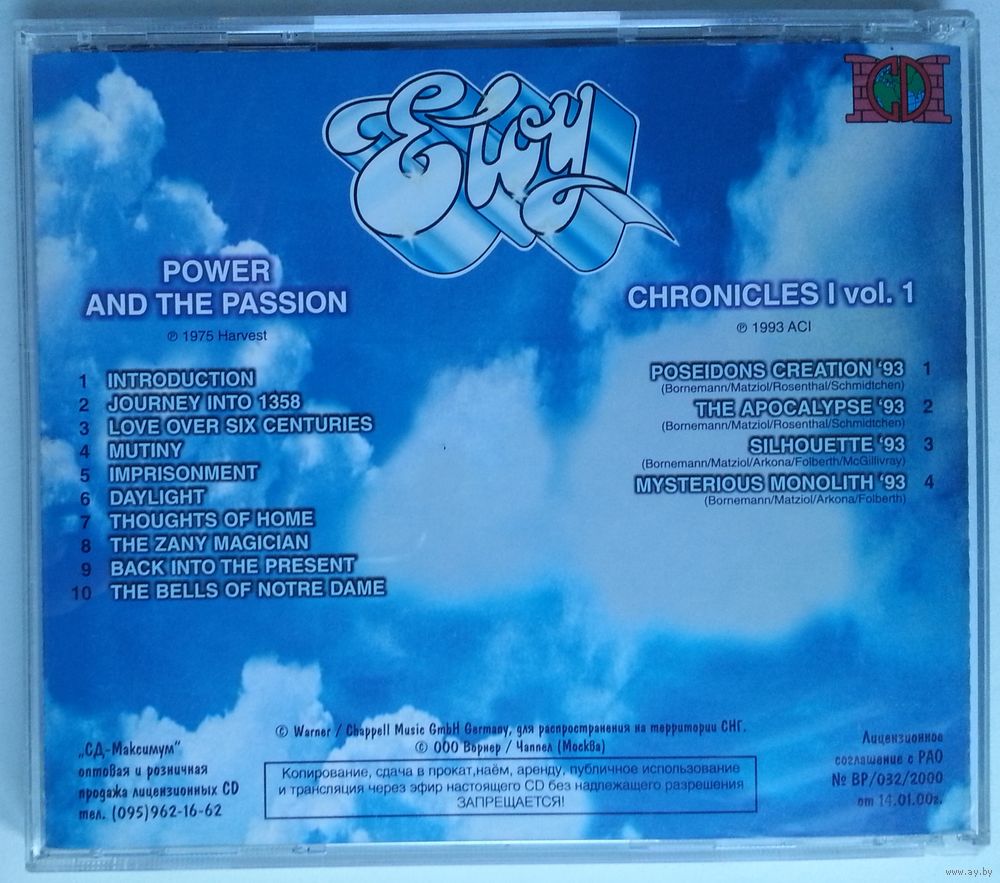 Eloy
CD
POWER
AND THE PASSION
℗ 1975 Harvest
1 INTRODUCTION
2 JOURNEY INTO 1358
3 LOVE OVER SIX CENTURIES
4 MUTINY
5 IMPRISONMENT
6 DAYLIGHT
7 THOUGHTS OF HOME
8 THE ZANY MAGICIAN
9 BACK INTO THE PRESENT
10 THE BELLS OF NOTRE DAME
CHRONICLES I vol. 1
℗ 1993 ACI
POSEIDONS CREATION ‘93 1
(Bornemann/Matziol/Rosenthal/Schmidtchen)
THE APOCALYPSE ‘93 2
(Bornemann/Matziol/Rosenthal/Schmidtchen)
SILHOUETTE ‘93 3
(Bornemann/Matziol/Arkona/Folberth/McGillivray)
MYSTERIOUS MONOLITH ‘93 4
(Bornemann/Matziol/Arkona/Folberth)
© Warner / Chappell Music GmbH Germany, для распространения на территории СНГ.
© ООО Ворнер / Чаппел (Москва)
„СД-Максимум"
оптовая и розничная
продажа лицензионных CD
тел. (095)962-16-62
Копирование, сдача в прокат,наём, аренду, публичное использование
и трансляция через эфир настоящего CD без надлежащего разрешения
ЗАПРЕЩАЕТСЯ!
Лицензионное
соглашение с РАО
№ ВР/032/2000
от 14.01.00г.
www.ay.by